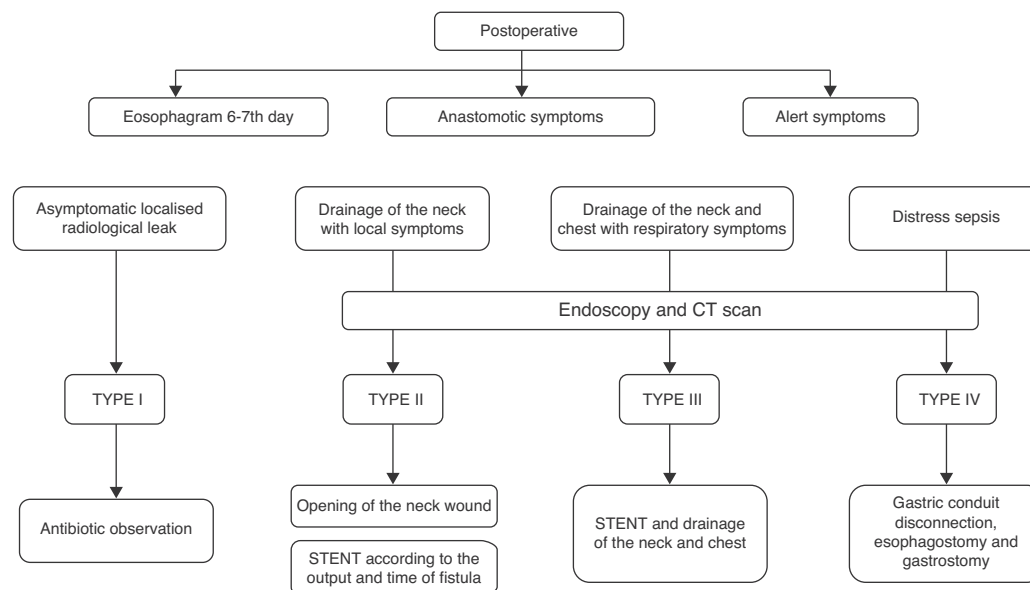 Postoperative
Eosophagram 6-7th day
Anastomotic symptoms
Alert symptoms
Asymptomatic localised
radiological leak
Drainage of the neck
with local symptoms
Drainage of the neck and
chest with respiratory symptoms
Distress sepsis
Endoscopy and CT scan
TYPE I
TYPE II
TYPE III
TYPE IV
Antibiotic observation
Opening of the neck wound
STENT according to the
output and time of fistula
STENT and drainage
of the neck and chest
Gastric conduit
disconnection,
esophagostomy and
gastrostomy